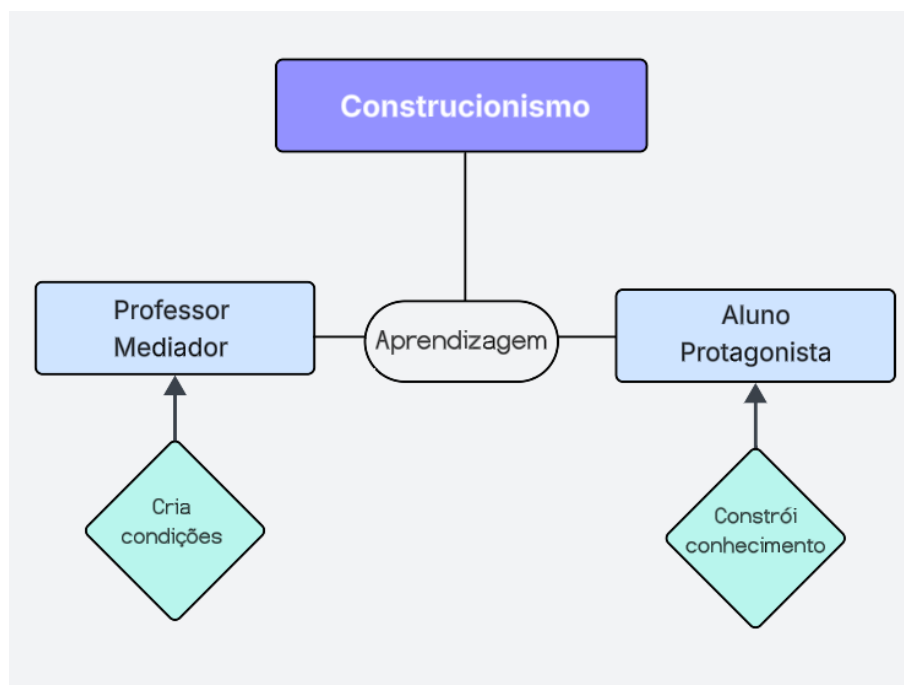 Construcionismo
Professor
Mediador
Aprendizagem
Aluno
Protagonista
Cria
condições
Constrói
conhecimento